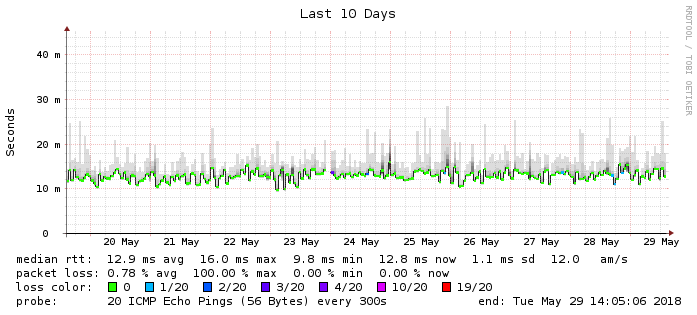 Last 10 Days
RRDTOOL / TOBI OETIKER
Seconds
40 m
30 m
20 m
10 m
0
20 May 21 May 22 May 23 May 24 May 25 May 26 May 27 May 28 May 29 May
median rtt: 12.9 ms avg 16.0 ms max 9.8 ms min 12.8 ms now 1.1 ms sd 12.0 am/s
packet loss: 0.78 % avg 100.00 % max 0.00 % min 0.00 % now
loss color: 0 1/20 2/20 3/20 4/20 10/20 19/20
probe: 20 ICMP Echo Pings (56 Bytes) every 300s end: Tue May 29 14:05:06 2018